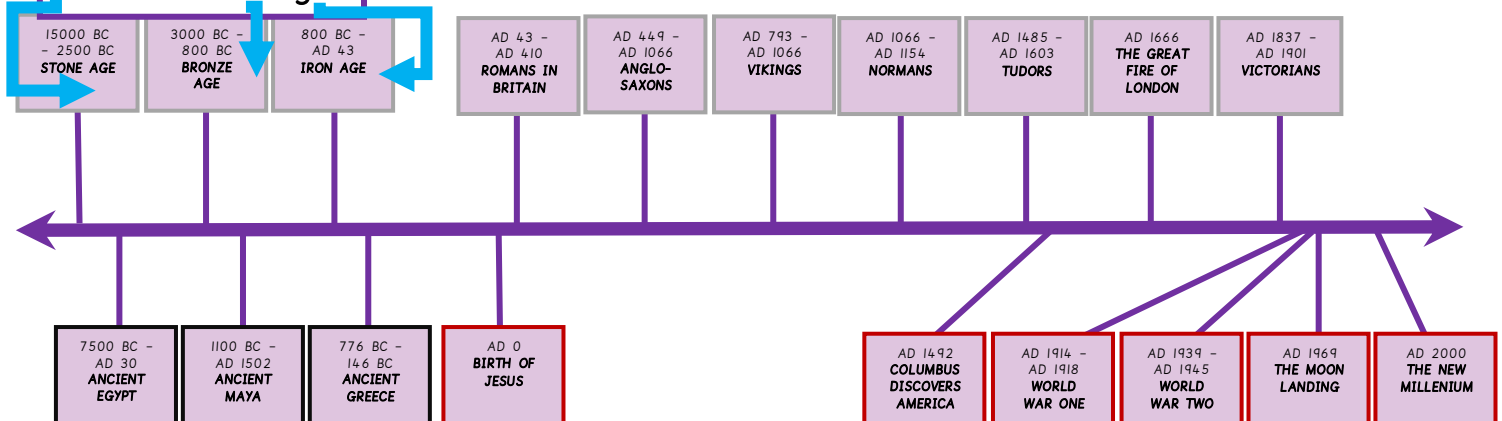 15000 BC
– 2500 BC
STONE AGE
3000 BC –
800 BC
BRONZE
AGE
800 BC –
AD 43
IRON AGE
AD 43 –
AD 410
ROMANS IN
BRITAIN
AD 449 –
AD 1066
ANGLO-
SAXONS
AD 793 –
AD 1066
VIKINGS
AD 1066 –
AD 1154
NORMANS
AD 1485 –
AD 1603
TUDORS
AD 1666
THE GREAT
FIRE OF
LONDON
AD 1837 –
AD 1901
VICTORIANS
7500 BC –
AD 30
ANCIENT
EGYPT
1100 BC –
AD 1502
ANCIENT
MAYA
776 BC –
146 BC
ANCIENT
GREECE
AD 0
BIRTH OF
JESUS
AD 1492
COLUMBUS
DISCOVERS
AMERICA
AD 1914 –
AD 1918
WORLD
WAR ONE
AD 1939 –
AD 1945
WORLD
WAR TWO
AD 1969
THE MOON
LANDING
AD 2000
THE NEW
MILLENIUM